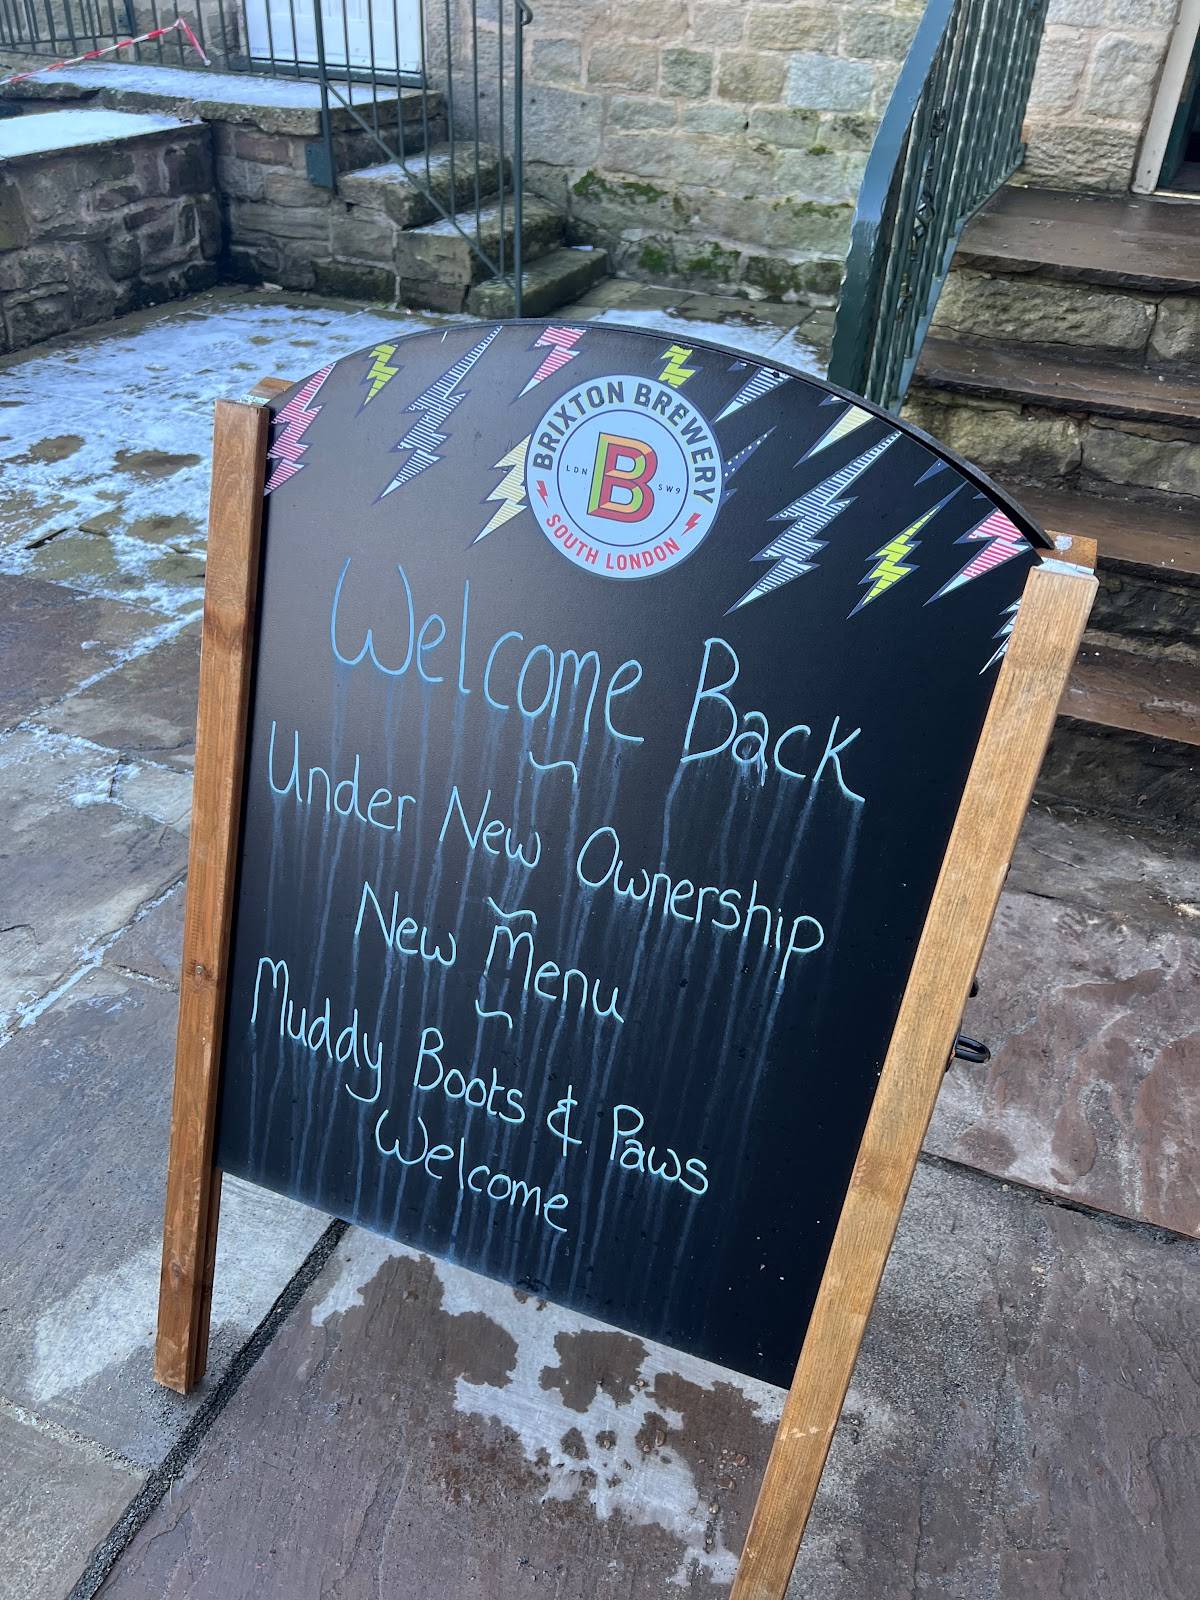 BRIXTON BREWERY
LDN
B
SW9
SOUTH LONDON
Welcome Back
~
Under New Ownership
~
New Menu
~
Muddy Boots & Paws
Welcome